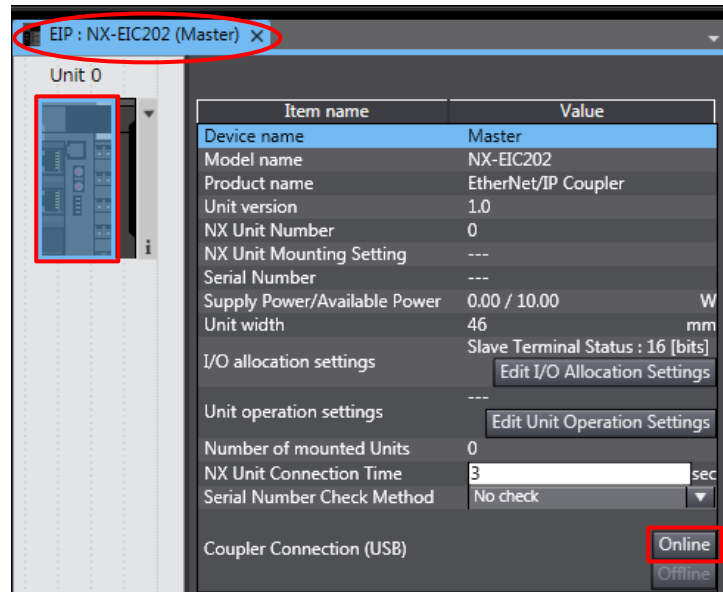 EIP : NX-EIC202 (Master) ×
Unit 0
Item name Value
Device name Master
Model name NX-EIC202
Product name EtherNet/IP Coupler
Unit version 1.0
NX Unit Number 0
NX Unit Mounting Setting ---
Serial Number ---
Supply Power/Available Power 0.00 / 10.00 W
Unit width 46 mm
I/O allocation settings Slave Terminal Status : 16 [bits]
Edit I/O Allocation Settings
Unit operation settings ---
Edit Unit Operation Settings
Number of mounted Units 0
NX Unit Connection Time 3 sec
Serial Number Check Method No check
Coupler Connection (USB) Online
Offline
i